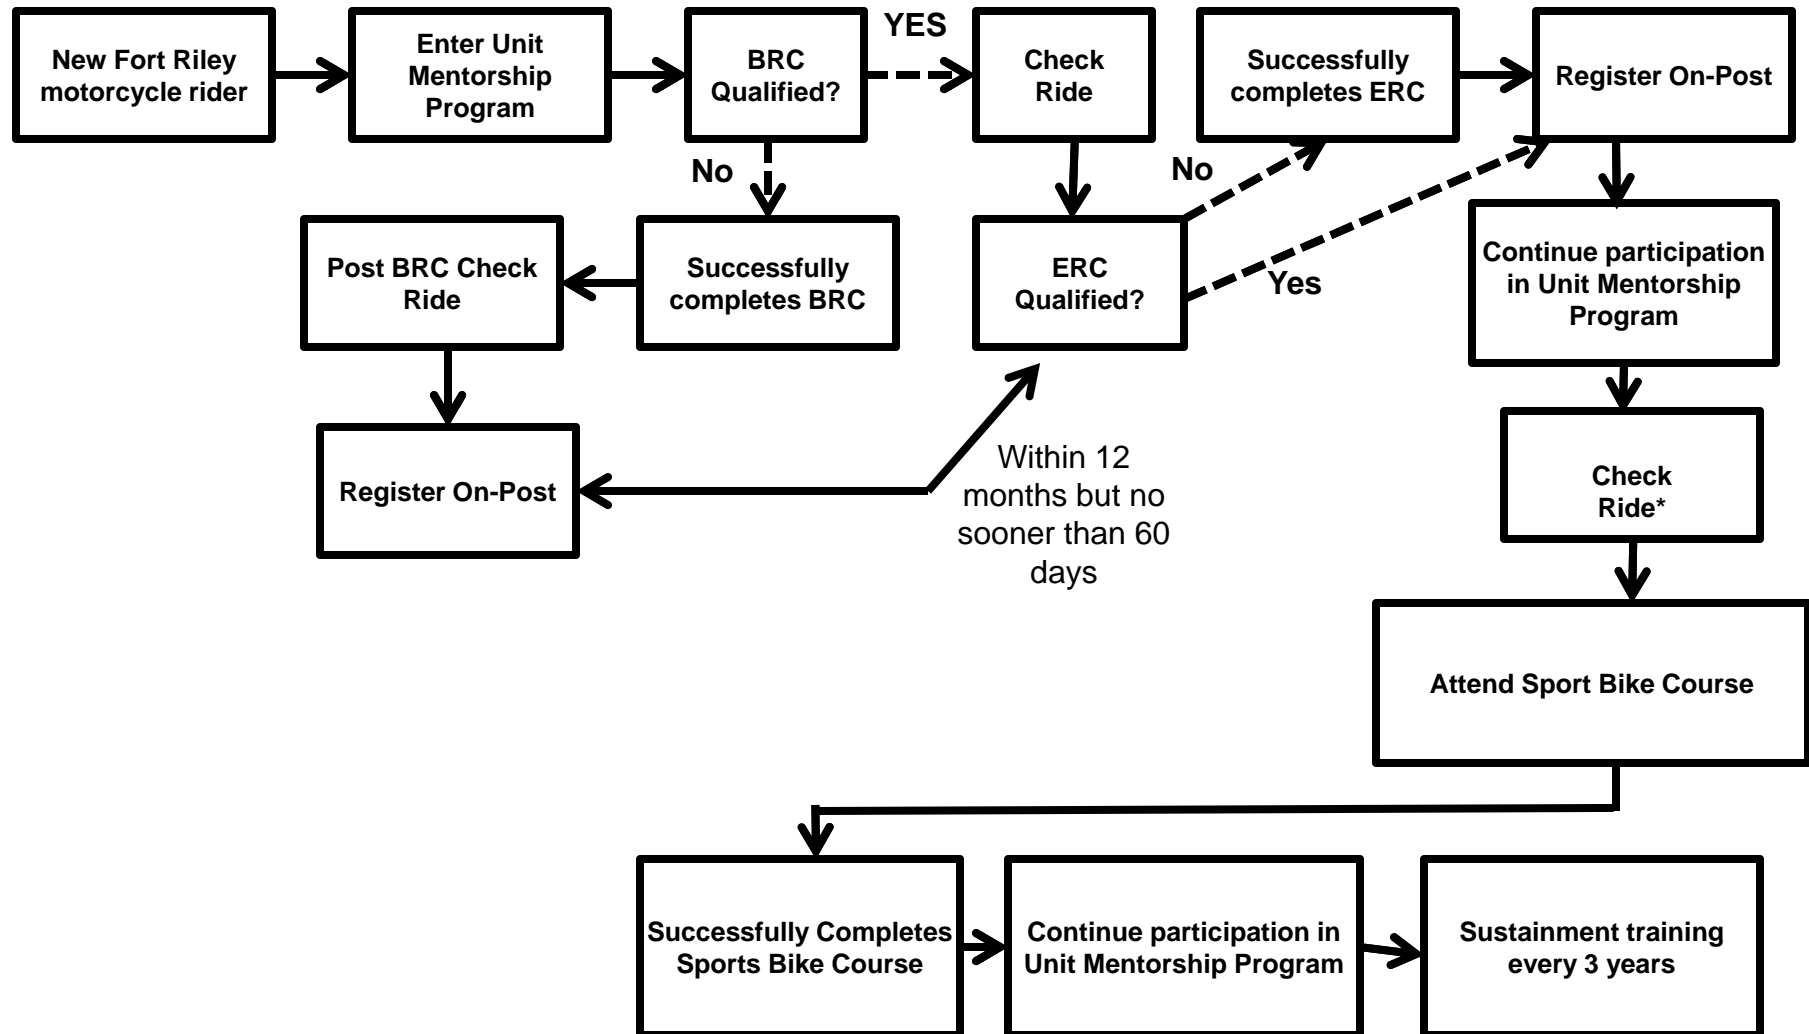 New Fort Riley
motorcycle rider
Enter Unit
Mentorship
Program
BRC
Qualified?
YES
Check
Ride
Successfully
completes ERC
Register On-Post
No
No
Post BRC Check
Ride
Successfully
completes BRC
ERC
Qualified?
Yes
Continue participation
in Unit Mentorship
Program
Register On-Post
Within 12
months but no
sooner than 60
days
Check
Ride*
Attend Sport Bike Course
Successfully Completes
Sports Bike Course
Continue participation in
Unit Mentorship Program
Sustainment training
every 3 years